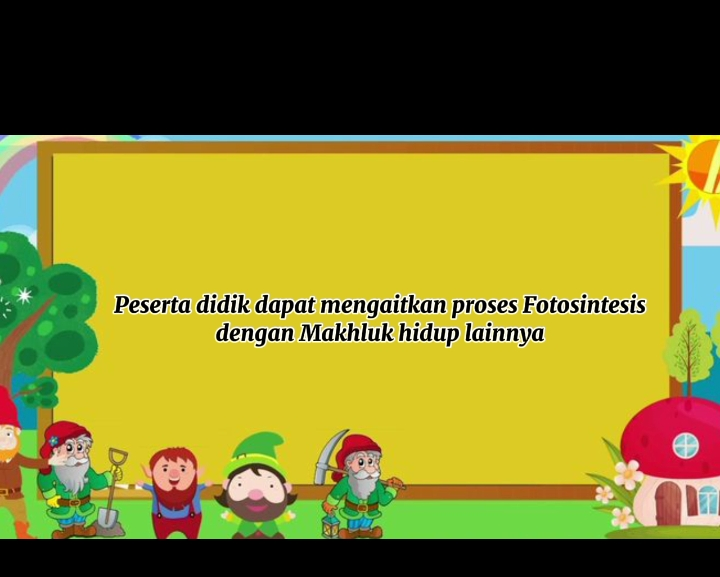 Peserta didik dapat mengaitkan proses Fotosintesis
dengan Makhluk hidup lainnya